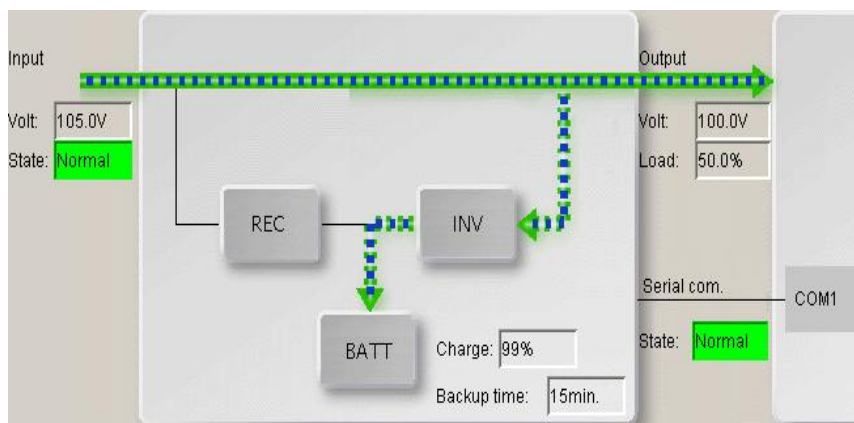 Input
Volt: 105.0V
State: Normal
REC
INV
BATT
Charge: 99%
Backup time: 15min.
Output
Volt: 100.0V
Load: 50.0%
Serial com.
State: Normal
COM1